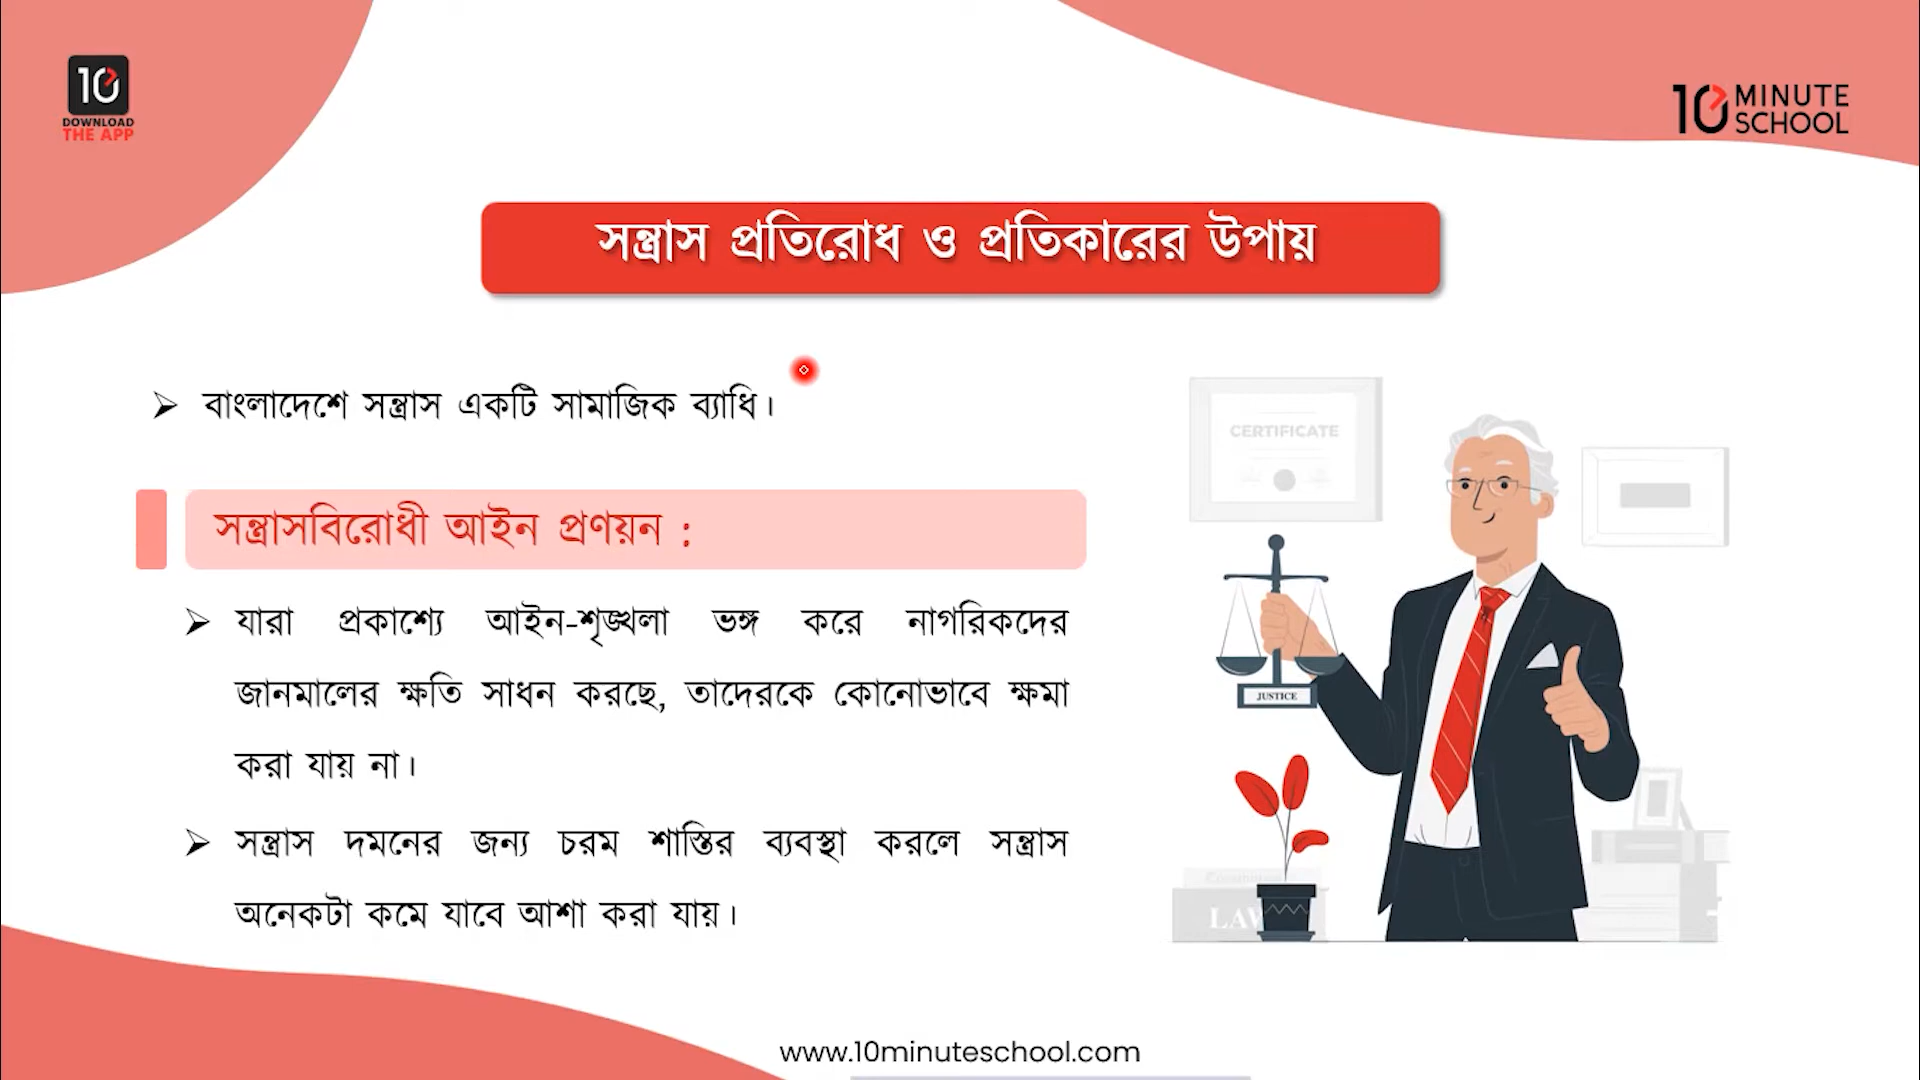 10
DOWNLOAD
THE APP
10 MINUTE
SCHOOL
সন্ত্রাস প্রতিরোধ ও প্রতিকারের উপায়
➢ বাংলাদেশে সন্ত্রাস একটি সামাজিক ব্যাধি।
সন্ত্রাসবিরোধী আইন প্রণয়ন :
➢ যারা প্রকাশ্যে আইন-শৃঙ্খলা ভঙ্গ করে নাগরিকদের
জানমালের ক্ষতি সাধন করছে, তাদেরকে কোনোভাবে ক্ষমা
করা যায় না।
➢ সন্ত্রাস দমনের জন্য চরম শাস্তির ব্যবস্থা করলে সন্ত্রাস
অনেকটা কমে যাবে আশা করা যায়।
CERTIFICATE
JUSTICE
LAW
www.10minuteschool.com